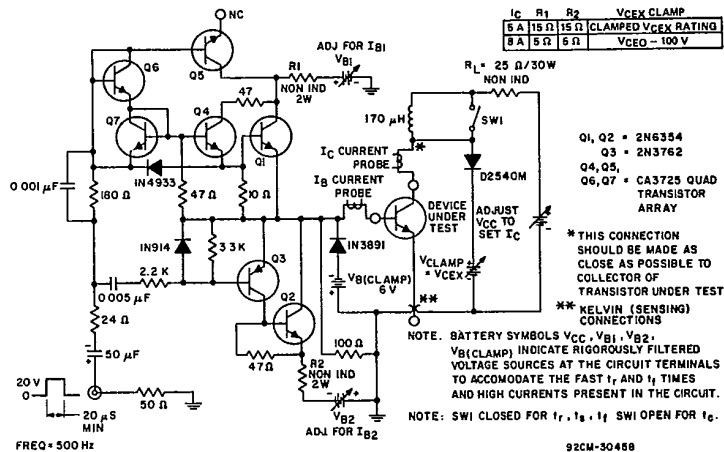 IC R1 R2 VCEX CLAMP
5 A 15 Ω 15 Ω CLAMPED VCEX RATING
8 A 5 Ω 6 Ω VCEO – 100 V
NC
Q5
Q6
Q7
Q4
47
Q1
R1
NON IND
2W
ADJ FOR IB1
VB1
RL = 25 Ω/30W
NON IND
170 μH
SW1
IC CURRENT
PROBE
*
D2540M
IB CURRENT
PROBE
DEVICE
UNDER
TEST
ADJUST
VCC TO
SET IC
VCLAMP
= VCEX
Q1, Q2 = 2N6354
Q3 = 2N3762
Q4,Q5,
Q6,Q7 = CA3725 QUAD
TRANSISTOR
ARRAY
* THIS CONNECTION
SHOULD BE MADE AS
CLOSE AS POSSIBLE TO
COLLECTOR OF
TRANSISTOR UNDER TEST
** KELVIN (SENSING)
CONNECTIONS
0 001 μF
180 Ω
1N4933
47 Ω
10 Ω
1N914
3 3 K
2.2 K
0 005 μF
24 Ω
50 μF
Q3
Q2
47 Ω
R2
NON IND
2W
1N3891
VB(CLAMP)
6 V
**
100 Ω
VB2
ADJ FOR IB2
20 V
0
20 μS
MIN
50 Ω
FREQ = 500 Hz
NOTE. BATTERY SYMBOLS VCC, VB1, VB2,
VB(CLAMP) INDICATE RIGOROUSLY FILTERED
VOLTAGE SOURCES AT THE CIRCUIT TERMINALS
TO ACCOMODATE THE FAST tr AND tf TIMES
AND HIGH CURRENTS PRESENT IN THE CIRCUIT.
NOTE: SW1 CLOSED FOR tr, ts, tf SW1 OPEN FOR tc.
92CM-30458